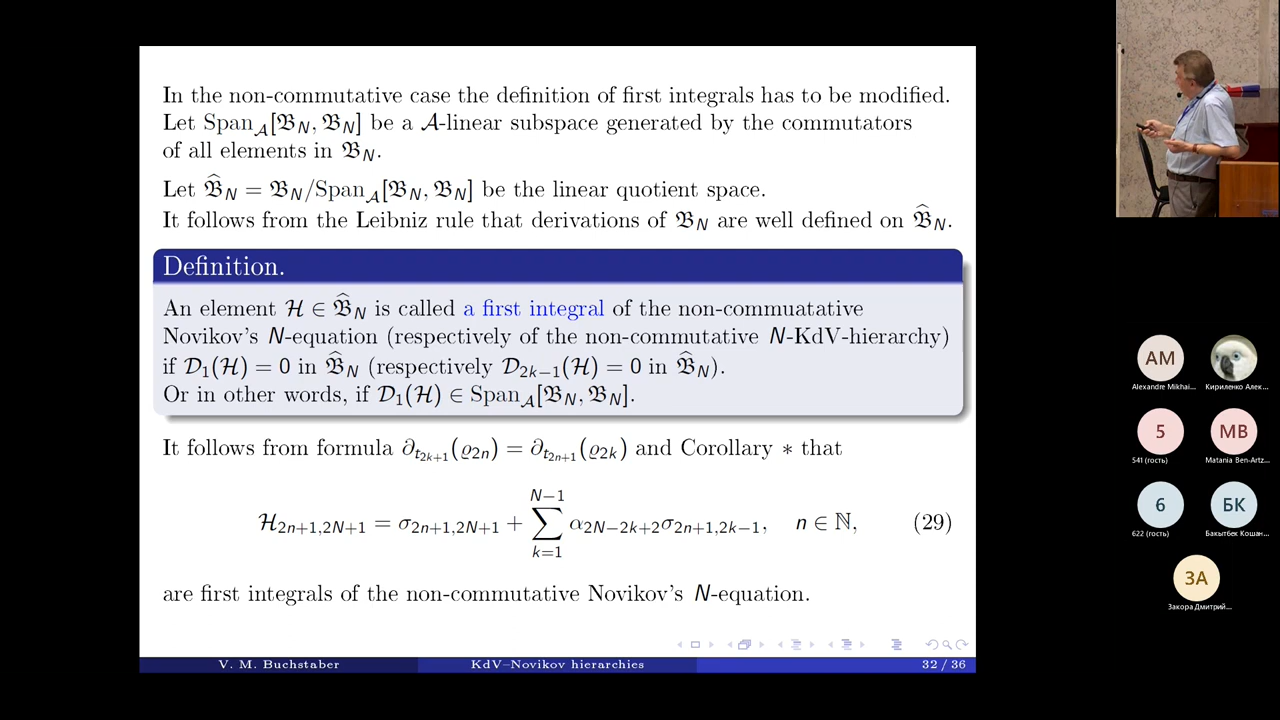 In the non-commutative case the definition of first integrals has to be modified.
Let Span_𝒜[𝔅_N, 𝔅_N] be a 𝒜-linear subspace generated by the commutators
of all elements in 𝔅_N.
Let 𝔅̂_N = 𝔅_N/Span_𝒜[𝔅_N, 𝔅_N] be the linear quotient space.
It follows from the Leibniz rule that derivations of 𝔅_N are well defined on 𝔅̂_N.
Definition.
An element ℋ ∈ 𝔅̂_N is called a first integral of the non-commuatative
Novikov's N-equation (respectively of the non-commutative N-KdV-hierarchy)
if 𝒟_1(ℋ) = 0 in 𝔅̂_N (respectively 𝒟_{2k−1}(ℋ) = 0 in 𝔅̂_N).
Or in other words, if 𝒟_1(ℋ) ∈ Span_𝒜[𝔅_N, 𝔅_N].
It follows from formula ∂_{t_{2k+1}}(ϱ_{2n}) = ∂_{t_{2n+1}}(ϱ_{2k}) and Corollary * that
ℋ_{2n+1,2N+1} = σ_{2n+1,2N+1} + ∑_{k=1}^{N−1} α_{2N−2k+2}σ_{2n+1,2k−1}, n ∈ ℕ, (29)
are first integrals of the non-commutative Novikov's N-equation.
V. M. Buchstaber
KdV–Novikov hierarchies
32 / 36
AM
Alexandre Mikhai...
Кириленко Алек...
5
541 (гость)
MB
Matania Ben-Artz...
6
622 (гость)
БК
Бакытбек Кошан...
ЗА
Закора Дмитрий...